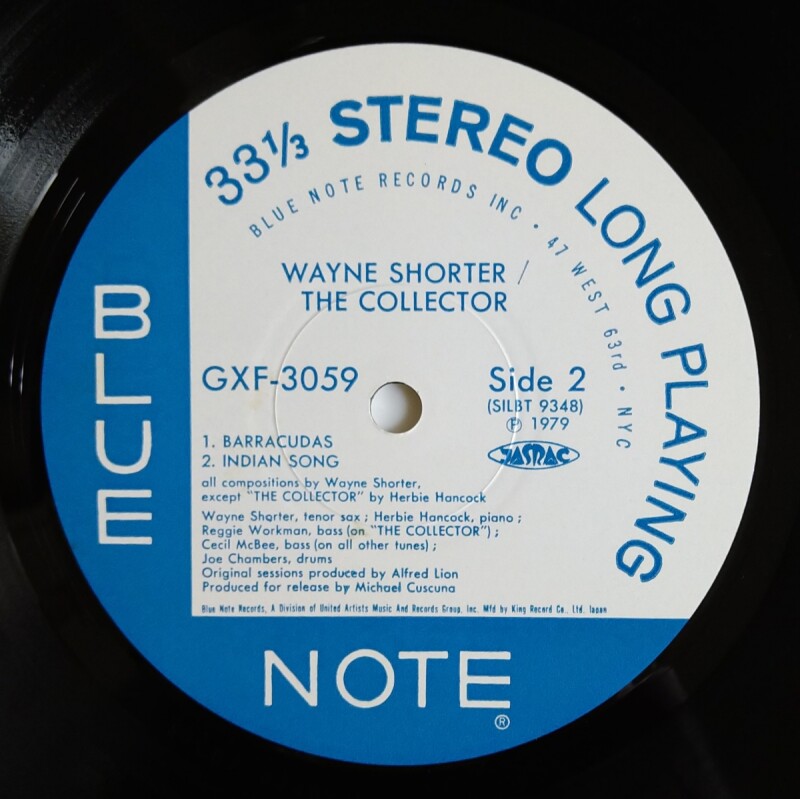 33⅓ STEREO LONG PLAYING
BLUE NOTE RECORDS INC • 47 WEST 63rd • NYC
WAYNE SHORTER /
THE COLLECTOR
GXF-3059
Side 2
(SILBT 9348)
Ⓟ 1979
JASRAC
1. BARRACUDAS
2. INDIAN SONG
all compositions by Wayne Shorter,
except "THE COLLECTOR" by Herbie Hancock
Wayne Shorter, tenor sax ; Herbie Hancock, piano ;
Reggie Workman, bass (on "THE COLLECTOR") ;
Cecil McBee, bass (on all other tunes) ;
Joe Chambers, drums
Original sessions produced by Alfred Lion
Produced for release by Michael Cuscuna
Blue Note Records, A Division of United Artists Music And Records Group, Inc. Mfd by King Record Co., Ltd. Japan
BLUE
NOTE
®